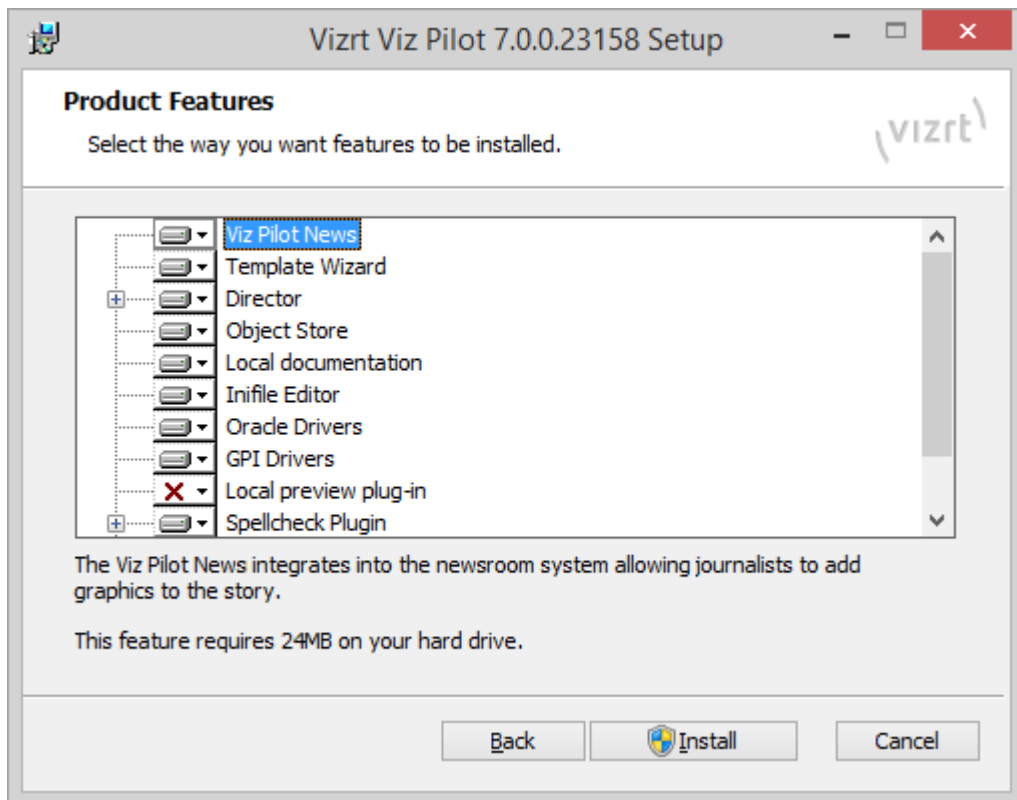 Vizrt Viz Pilot 7.0.0.23158 Setup
Product Features
Select the way you want features to be installed.
vizrt
Viz Pilot News
Template Wizard
Director
Object Store
Local documentation
Inifile Editor
Oracle Drivers
GPI Drivers
Local preview plug-in
Spellcheck Plugin
The Viz Pilot News integrates into the newsroom system allowing journalists to add
graphics to the story.
This feature requires 24MB on your hard drive.
Back Install Cancel